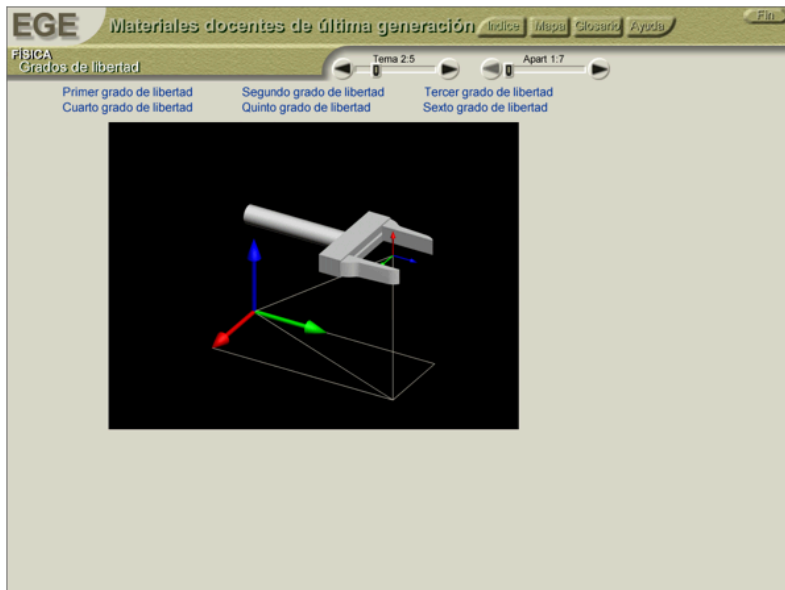 EGE Materiales docentes de última generación Indice Mapa Glosario Ayuda Fin
FÍSICA
Grados de libertad
Tema 2:5 Apart 1:7
Primer grado de libertad Segundo grado de libertad Tercer grado de libertad
Cuarto grado de libertad Quinto grado de libertad Sexto grado de libertad